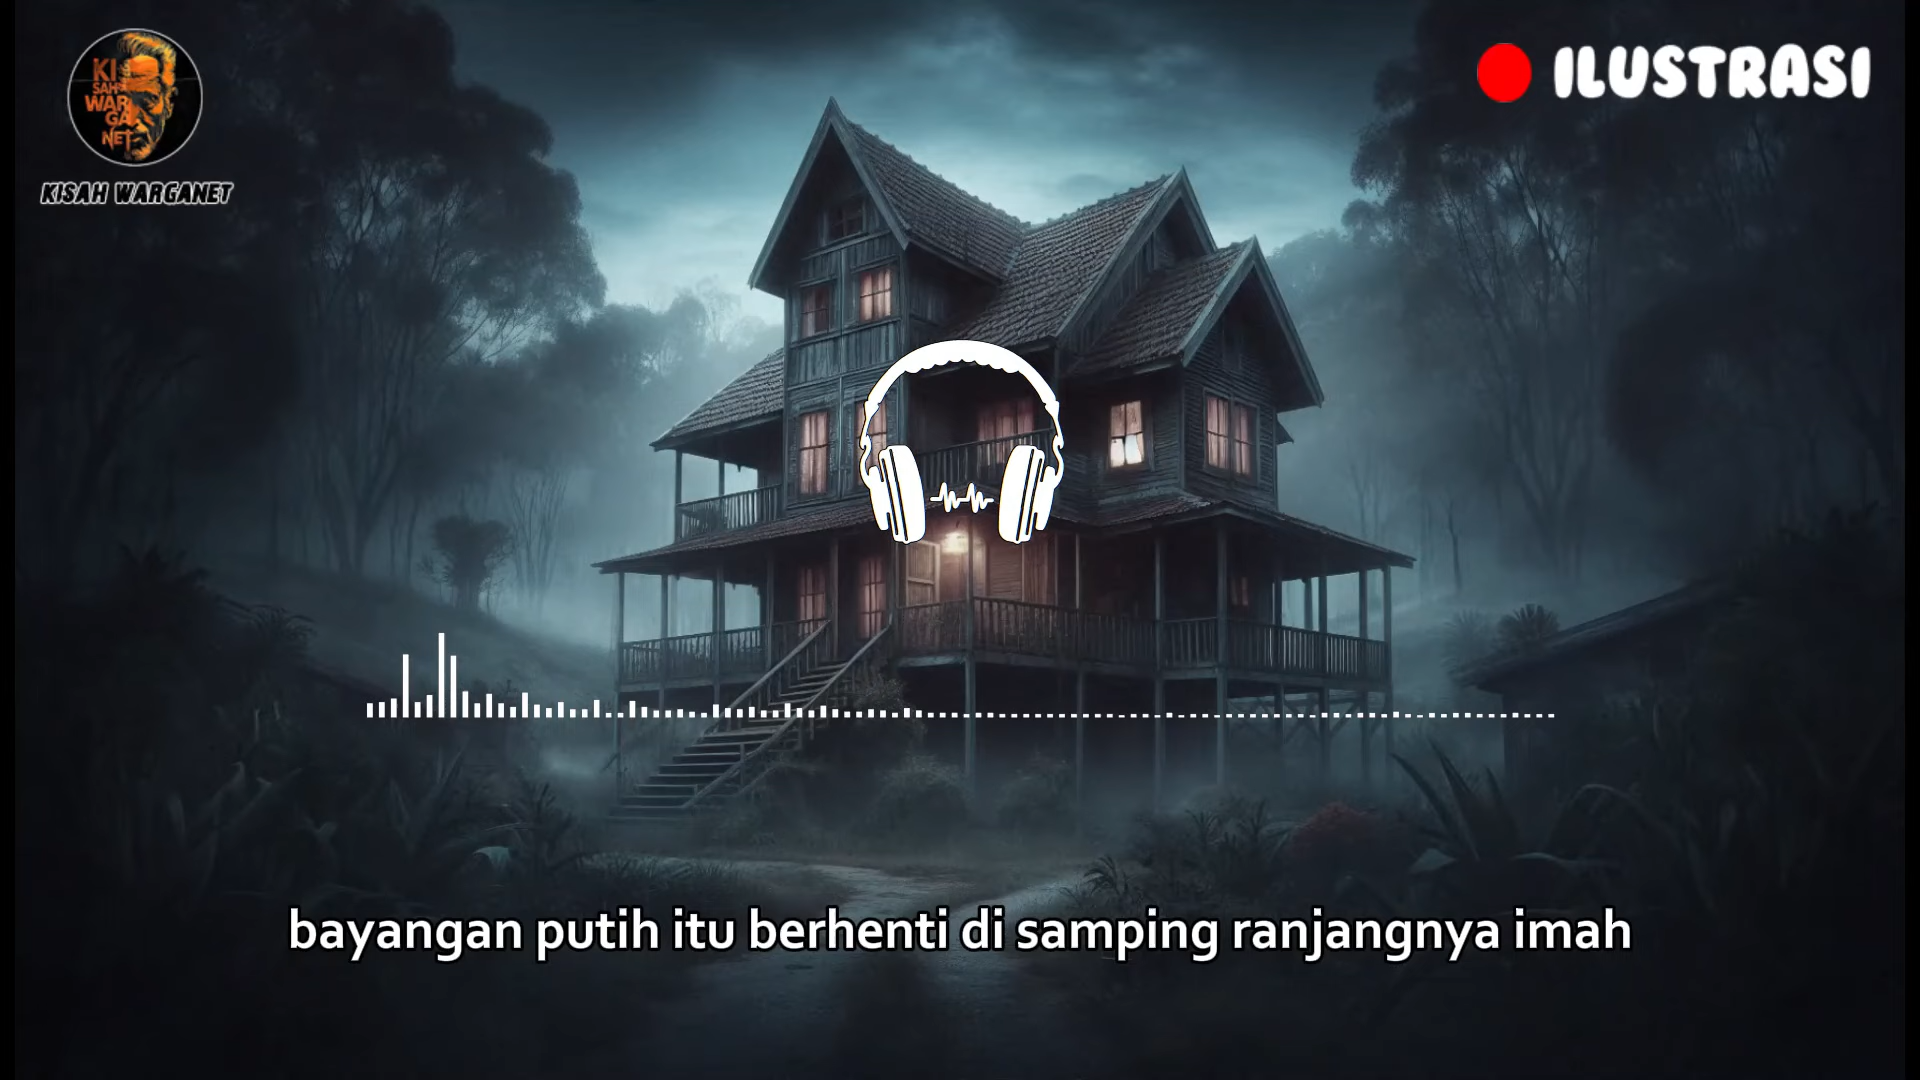 KI
SAH
WAR
GA
NET
KISAH WARGANET
ILUSTRASI
bayangan putih itu berhenti di samping ranjangnya imah